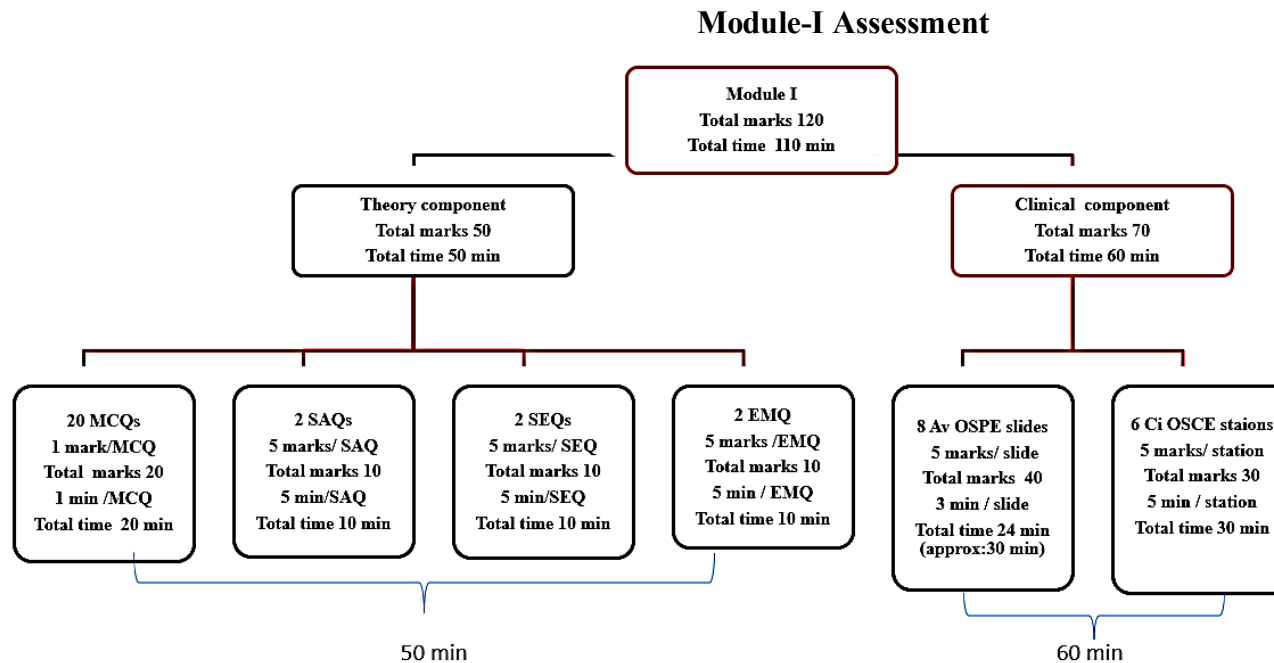 Module-I Assessment
Module I
Total marks 120
Total time 110 min
Theory component
Total marks 50
Total time 50 min
Clinical component
Total marks 70
Total time 60 min
20 MCQs
1 mark/MCQ
Total marks 20
1 min /MCQ
Total time 20 min
2 SAQs
5 marks/ SAQ
Total marks 10
5 min/SAQ
Total time 10 min
2 SEQs
5 marks/ SEQ
Total marks 10
5 min/SEQ
Total time 10 min
2 EMQ
5 marks /EMQ
Total marks 10
5 min / EMQ
Total time 10 min
8 Av OSPE slides
5 marks/ slide
Total marks 40
3 min / slide
Total time 24 min
(approx:30 min)
6 Ci OSCE staions
5 marks/ station
Total marks 30
5 min / station
Total time 30 min
50 min
60 min